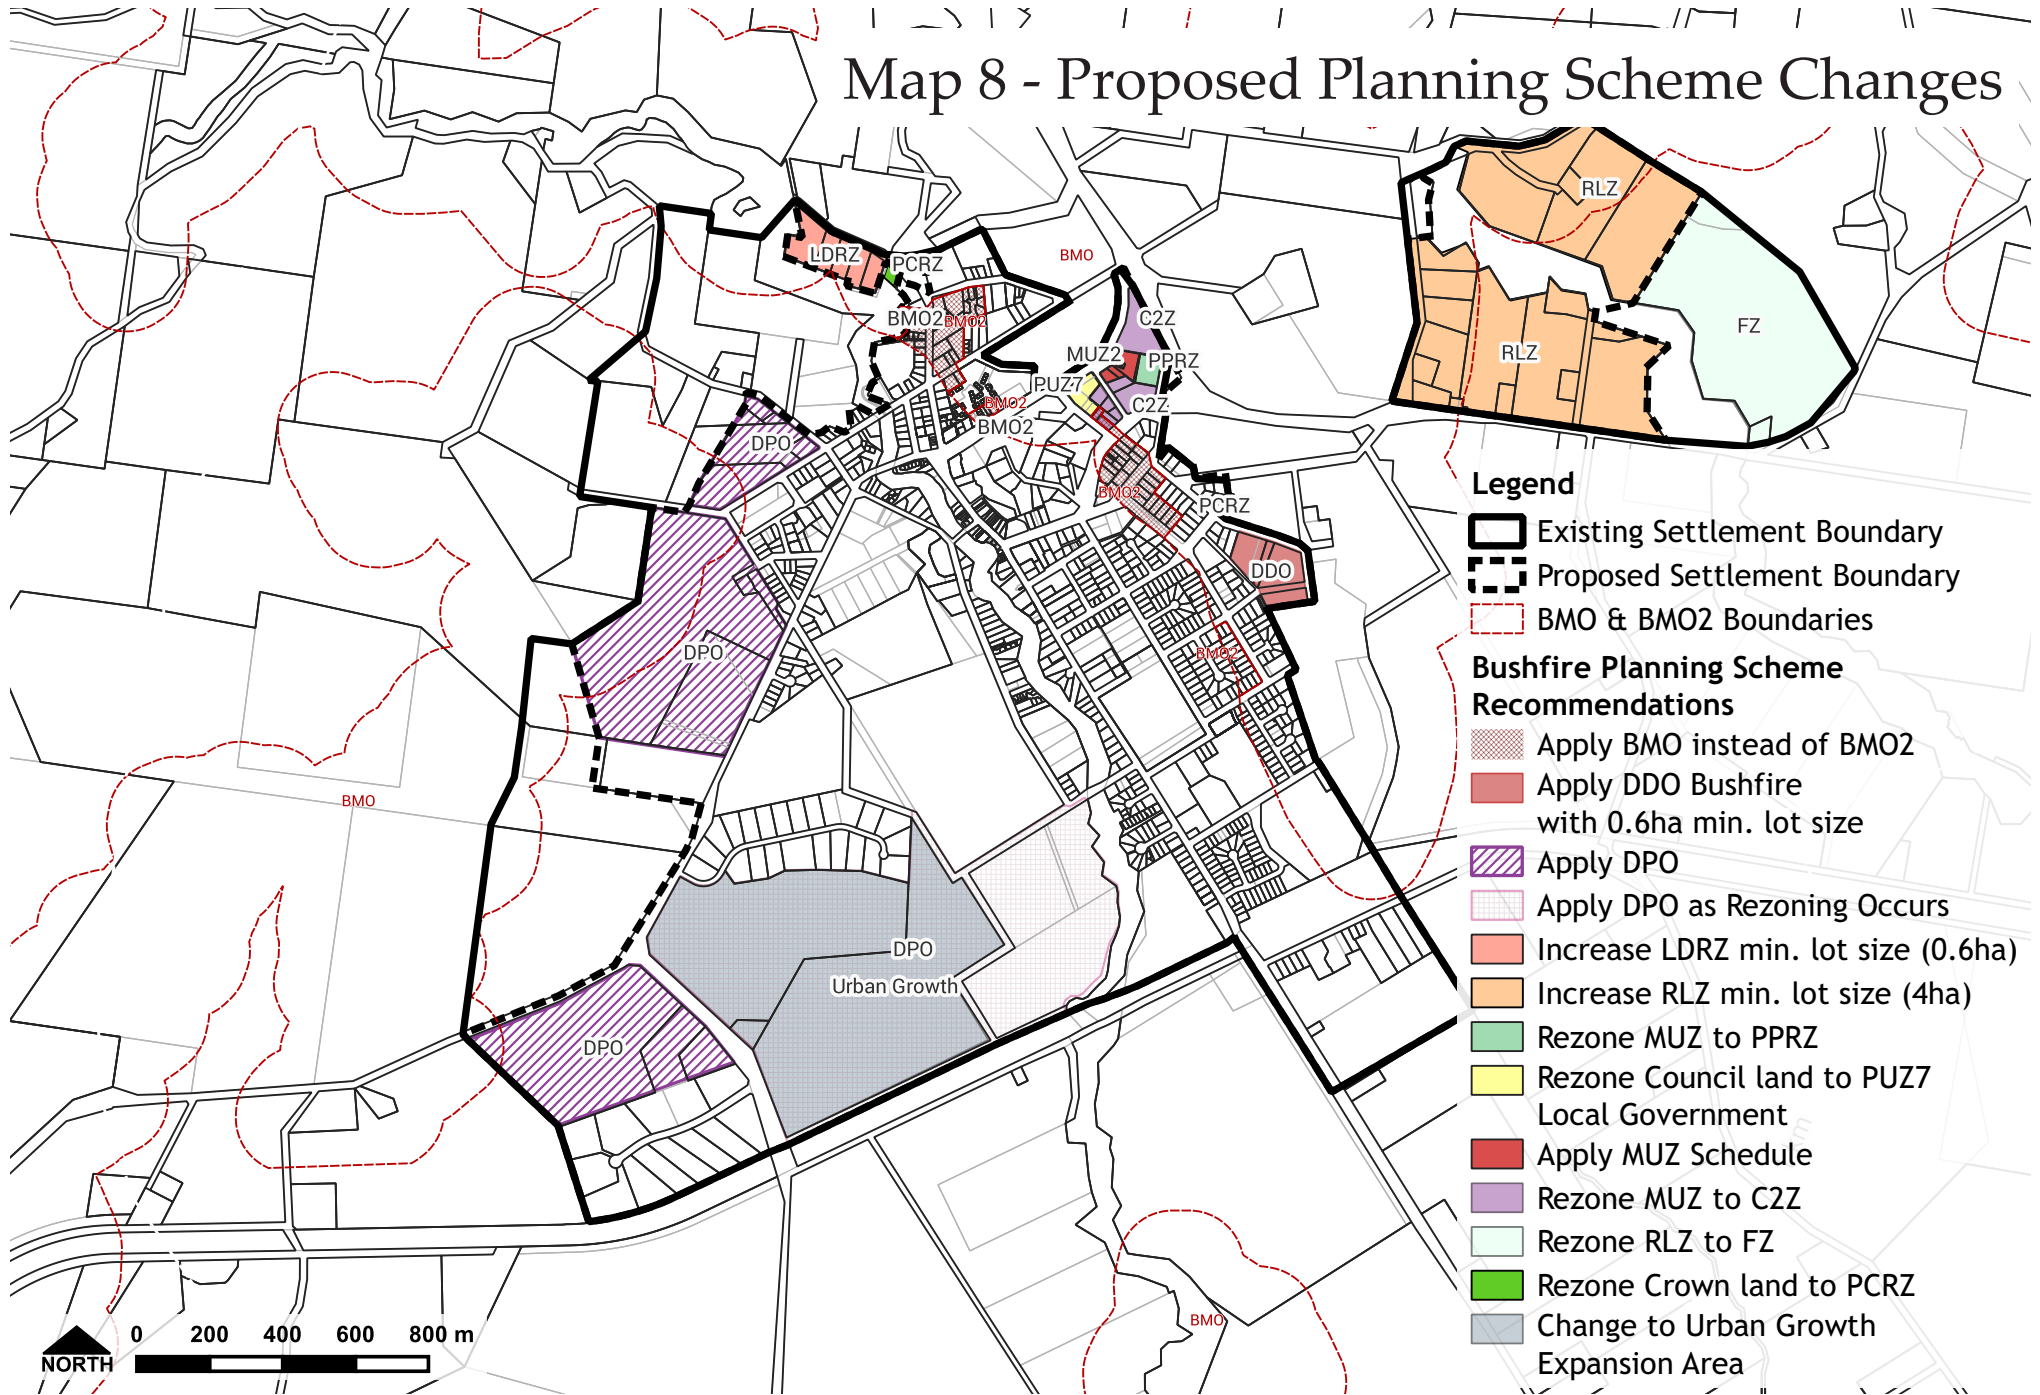 Map 8 - Proposed Planning Scheme Changes
RLZ
LDRZ
PCRZ
BMO
BMO2
BMO2
C2Z
FZ
MUZ2
PPRZ
RLZ
PUZ7
BMO2
C2Z
BMO2
DPO
BMO2
PCRZ
DDO
DPO
BMO2
BMO
DPO
Urban Growth
DPO
BMO
Legend
Existing Settlement Boundary
Proposed Settlement Boundary
BMO & BMO2 Boundaries
Bushfire Planning Scheme
Recommendations
Apply BMO instead of BMO2
Apply DDO Bushfire
with 0.6ha min. lot size
Apply DPO
Apply DPO as Rezoning Occurs
Increase LDRZ min. lot size (0.6ha)
Increase RLZ min. lot size (4ha)
Rezone MUZ to PPRZ
Rezone Council land to PUZ7
Local Government
Apply MUZ Schedule
Rezone MUZ to C2Z
Rezone RLZ to FZ
Rezone Crown land to PCRZ
Change to Urban Growth
Expansion Area
0 200 400 600 800 m
NORTH